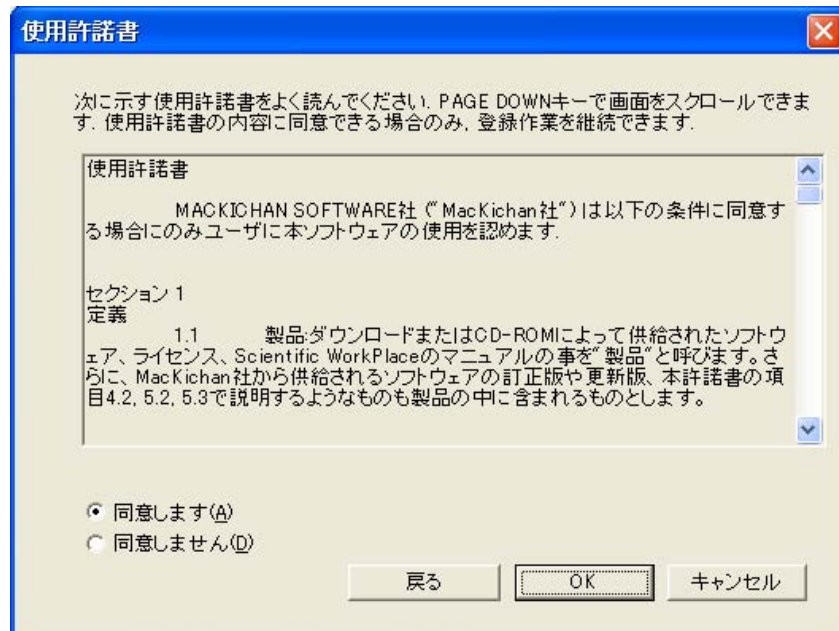 使用許諾書
次に示す使用許諾書をよく読んでください. PAGE DOWNキーで画面をスクロールできま
す. 使用許諾書の内容に同意できる場合のみ, 登録作業を継続できます.
使用許諾書
MACKICHAN SOFTWARE社 (“MacKichan社“) は以下の条件に同意す
る場合にのみユーザに本ソフトウェアの使用を認めます.
セクション 1
定義
1.1 製品:ダウンロードまたはCD-ROMによって供給されたソフトウ
ェア、ライセンス、Scientific WorkPlaceのマニュアルの事を“製品“と呼びます。さ
らに、MacKichan社から供給されるソフトウェアの訂正版や更新版、本許諾書の項
目4.2, 5.2, 5.3で説明するようなものも製品の中に含まれるものとします。
同意します(A)
同意しません(D)
戻る
OK
キャンセル